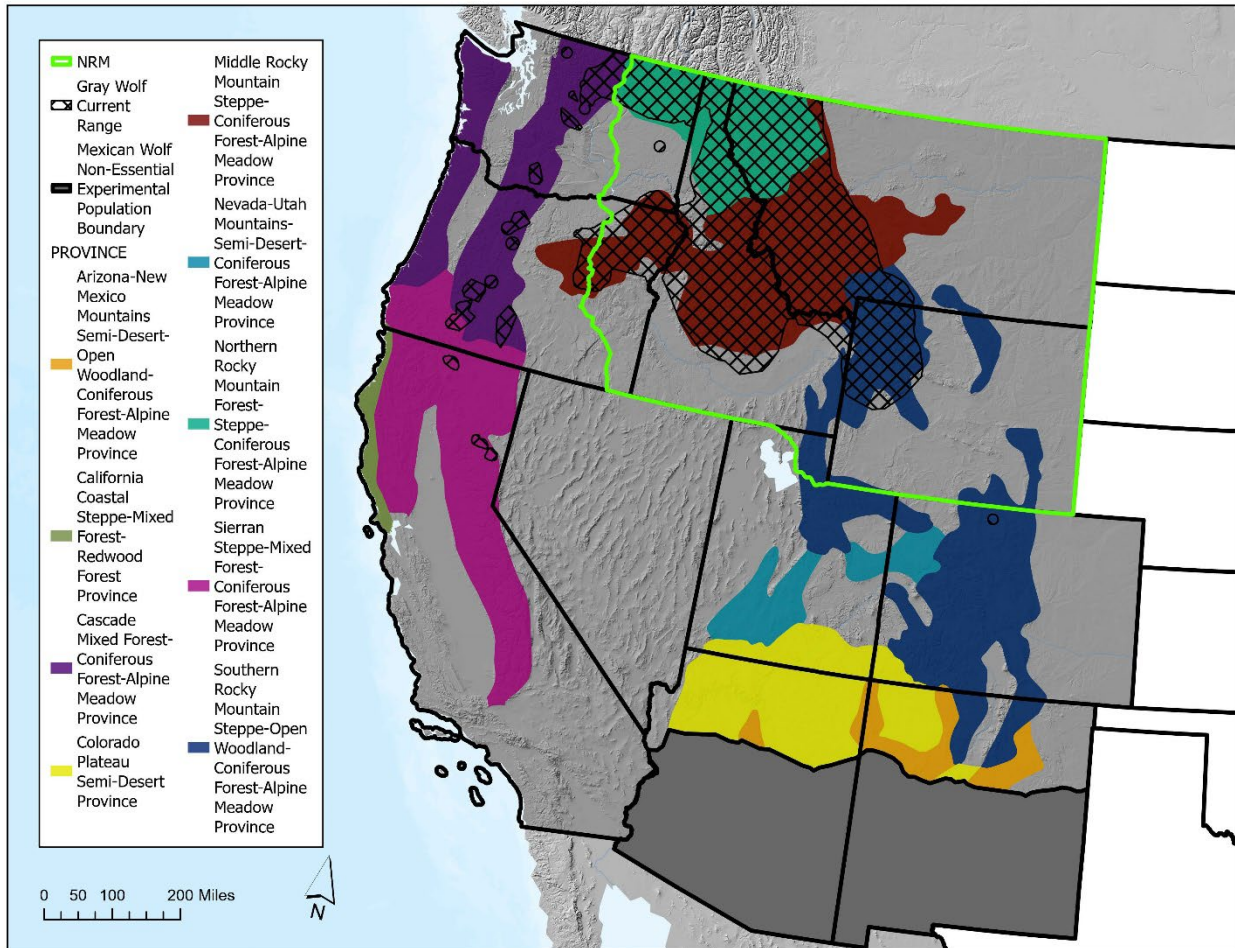 NRM
Gray Wolf
Current
Range
Mexican Wolf
Non-Essential
Experimental
Population
Boundary
PROVINCE
Arizona-New
Mexico
Mountains
Semi-Desert-
Open
Woodland-
Coniferous
Forest-Alpine
Meadow
Province
California
Coastal
Steppe-Mixed
Forest-
Redwood
Forest
Province
Cascade
Mixed Forest-
Coniferous
Forest-Alpine
Meadow
Province
Colorado
Plateau
Semi-Desert
Province
Middle Rocky
Mountain
Steppe-
Coniferous
Forest-Alpine
Meadow
Province
Nevada-Utah
Mountains-
Semi-Desert-
Coniferous
Forest-Alpine
Meadow
Province
Northern
Rocky
Mountain
Forest-
Steppe-
Coniferous
Forest-Alpine
Meadow
Province
Sierran
Steppe-Mixed
Forest-
Coniferous
Forest-Alpine
Meadow
Province
Southern
Rocky
Mountain
Steppe-Open
Woodland-
Coniferous
Forest-Alpine
Meadow
Province
0 50 100 200 Miles
N